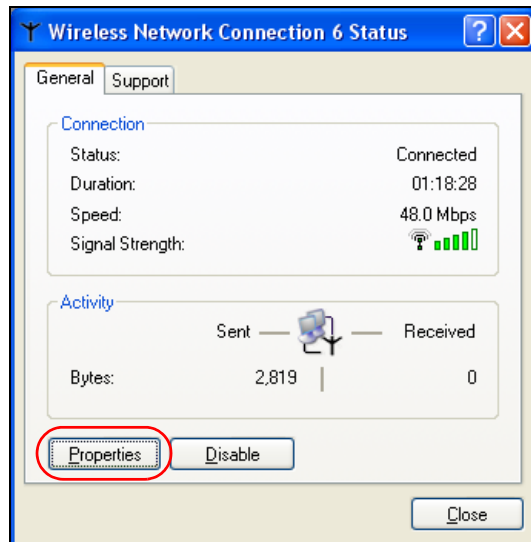 Wireless Network Connection 6 Status
General Support
Connection
Status: Connected
Duration: 01:18:28
Speed: 48.0 Mbps
Signal Strength:
Activity
Sent — — Received
Bytes: 2,819 | 0
Properties Disable
Close